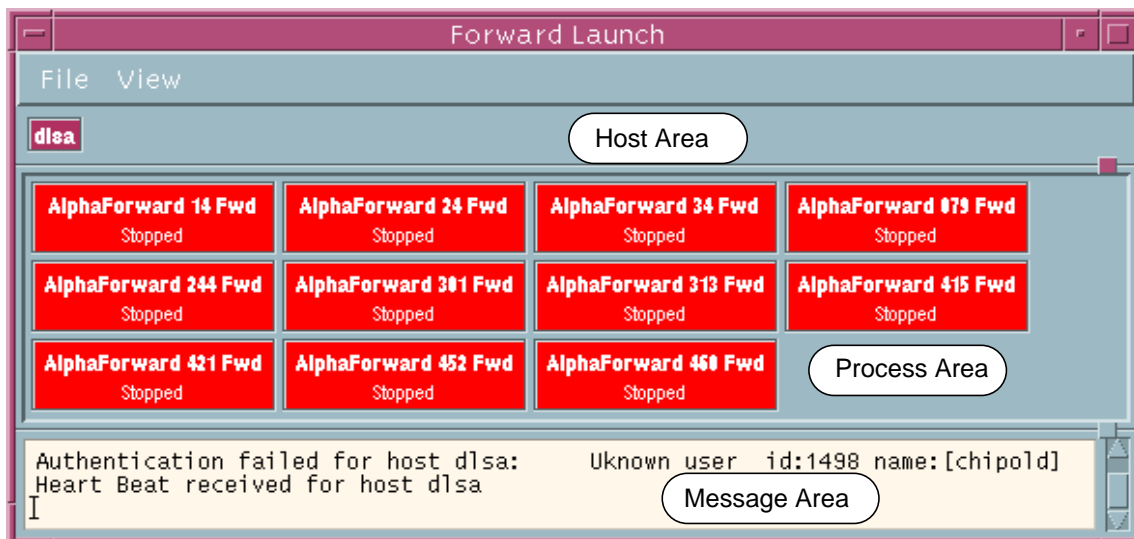 Forward Launch
File View
dlsa
Host Area
AlphaForward 14 Fwd
Stopped
AlphaForward 24 Fwd
Stopped
AlphaForward 34 Fwd
Stopped
AlphaForward 079 Fwd
Stopped
AlphaForward 244 Fwd
Stopped
AlphaForward 301 Fwd
Stopped
AlphaForward 313 Fwd
Stopped
AlphaForward 415 Fwd
Stopped
AlphaForward 421 Fwd
Stopped
AlphaForward 452 Fwd
Stopped
AlphaForward 460 Fwd
Stopped
Process Area
Authentication failed for host dlsa: Uknown user id:1498 name:[chipold]
Heart Beat received for host dlsa
Message Area